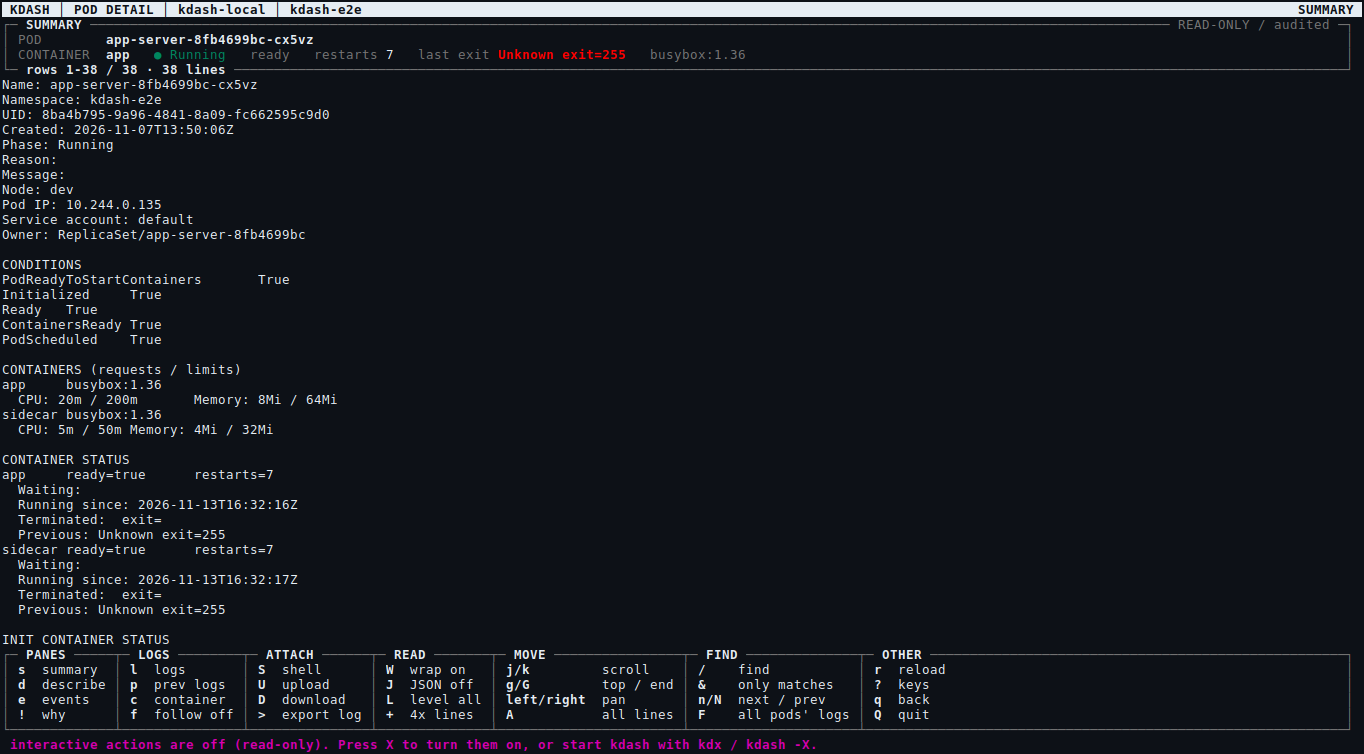 KDASH │ POD DETAIL │ kdash-local │ kdash-e2e SUMMARY
SUMMARY READ-ONLY / audited
POD app-server-8fb4699bc-cx5vz
CONTAINER app ● Running ready restarts 7 last exit Unknown exit=255 busybox:1.36
rows 1-38 / 38 · 38 lines
Name: app-server-8fb4699bc-cx5vz
Namespace: kdash-e2e
UID: 8ba4b795-9a96-4841-8a09-fc662595c9d0
Created: 2026-11-07T13:50:06Z
Phase: Running
Reason:
Message:
Node: dev
Pod IP: 10.244.0.135
Service account: default
Owner: ReplicaSet/app-server-8fb4699bc
CONDITIONS
PodReadyToStartContainers True
Initialized True
Ready True
ContainersReady True
PodScheduled True
CONTAINERS (requests / limits)
app busybox:1.36
CPU: 20m / 200m Memory: 8Mi / 64Mi
sidecar busybox:1.36
CPU: 5m / 50m Memory: 4Mi / 32Mi
CONTAINER STATUS
app ready=true restarts=7
Waiting:
Running since: 2026-11-13T16:32:16Z
Terminated: exit=
Previous: Unknown exit=255
sidecar ready=true restarts=7
Waiting:
Running since: 2026-11-13T16:32:17Z
Terminated: exit=
Previous: Unknown exit=255
INIT CONTAINER STATUS
PANES LOGS ATTACH READ MOVE FIND OTHER
s summary l logs S shell W wrap on j/k scroll / find r reload
d describe p prev logs U upload J JSON off g/G top / end & only matches ? keys
e events c container D download L level all left/right pan n/N next / prev q back
! why f follow off > export log + 4x lines A all lines F all pods' logs Q quit
interactive actions are off (read-only). Press X to turn them on, or start kdash with kdx / kdash -X.